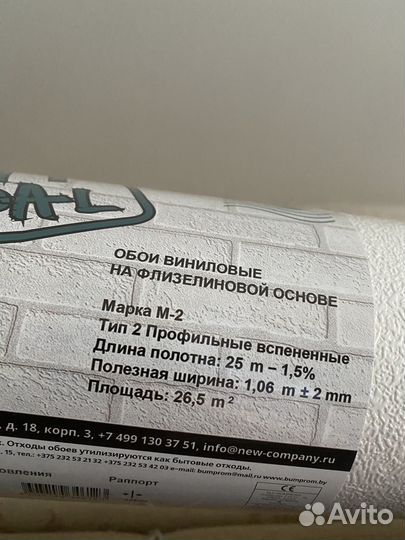 ОБОИ ВИНИЛОВЫЕ
НА ФЛИЗЕЛИНОВОЙ ОСНОВЕ
Марка М-2
Тип 2 Профильные вспененные
Длина полотна: 25 m – 1,5%
Полезная ширина: 1,06 m ± 2 mm
Площадь: 26,5 m²
д. 18, корп. 3, +7 499 130 37 51, info@new-company.ru
Отходы обоев утилизируются как бытовые отходы.
15, тел.: +375 232 53 21 32 +375 232 53 42 03 e-mail: bumprom@mail.ru www.bumprom.by
Раппорт
CE
Avito